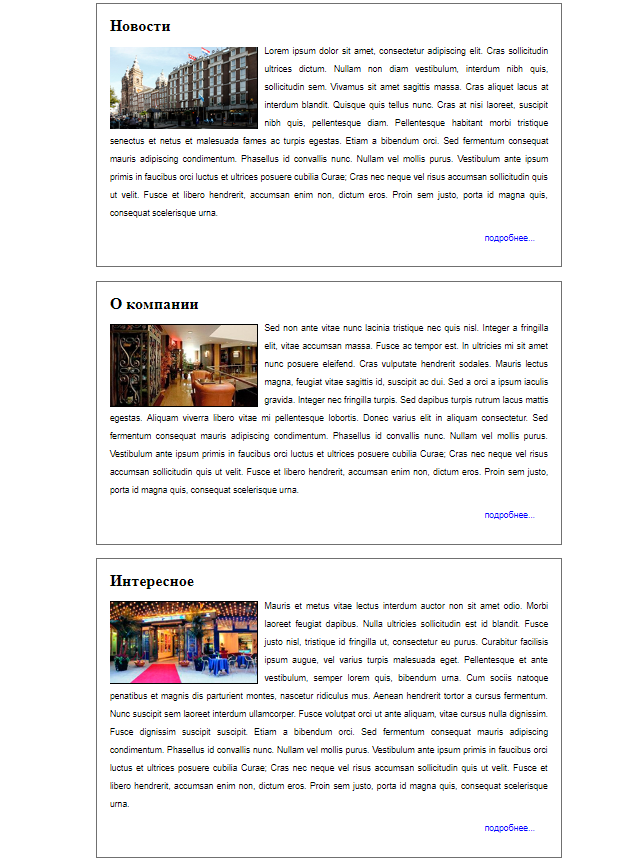 Новости
Lorem ipsum dolor sit amet, consectetur adipiscing elit. Cras sollicitudin
ultrices dictum. Nullam non diam vestibulum, interdum nibh quis,
sollicitudin sem. Vivamus sit amet sagittis massa. Cras aliquet lacus at
interdum blandit. Quisque quis tellus nunc. Cras at nisi laoreet, suscipit
nibh quis, pellentesque diam. Pellentesque habitant morbi tristique
senectus et netus et malesuada fames ac turpis egestas. Etiam a bibendum orci. Sed fermentum consequat
mauris adipiscing condimentum. Phasellus id convallis nunc. Nullam vel mollis purus. Vestibulum ante ipsum
primis in faucibus orci luctus et ultrices posuere cubilia Curae; Cras nec neque vel risus accumsan sollicitudin quis
ut velit. Fusce et libero hendrerit, accumsan enim non, dictum eros. Proin sem justo, porta id magna quis,
consequat scelerisque urna.
подробнее...
О компании
Sed non ante vitae nunc lacinia tristique nec quis nisl. Integer a fringilla
elit, vitae accumsan massa. Fusce ac tempor est. In ultricies mi sit amet
nunc posuere eleifend. Cras vulputate hendrerit sodales. Mauris lectus
magna, feugiat vitae sagittis id, suscipit ac dui. Sed a orci a ipsum iaculis
gravida. Integer nec fringilla turpis. Sed dapibus turpis rutrum lacus mattis
egestas. Aliquam viverra libero vitae mi pellentesque lobortis. Donec varius elit in aliquam consectetur. Sed
fermentum consequat mauris adipiscing condimentum. Phasellus id convallis nunc. Nullam vel mollis purus.
Vestibulum ante ipsum primis in faucibus orci luctus et ultrices posuere cubilia Curae; Cras nec neque vel risus
accumsan sollicitudin quis ut velit. Fusce et libero hendrerit, accumsan enim non, dictum eros. Proin sem justo,
porta id magna quis, consequat scelerisque urna.
подробнее...
Интересное
Mauris et metus vitae lectus interdum auctor non sit amet odio. Morbi
laoreet feugiat dapibus. Nulla ultricies sollicitudin est id blandit. Fusce
justo nisl, tristique id fringilla ut, consectetur eu purus. Curabitur facilisis
ipsum augue, vel varius turpis malesuada eget. Pellentesque et ante
vestibulum, semper lorem quis, bibendum urna. Cum sociis natoque
penatibus et magnis dis parturient montes, nascetur ridiculus mus. Aenean hendrerit tortor a cursus fermentum.
Nunc suscipit sem laoreet interdum ullamcorper. Fusce volutpat orci ut ante aliquam, vitae cursus nulla dignissim.
Fusce dignissim suscipit suscipit. Etiam a bibendum orci. Sed fermentum consequat mauris adipiscing
condimentum. Phasellus id convallis nunc. Nullam vel mollis purus. Vestibulum ante ipsum primis in faucibus orci
luctus et ultrices posuere cubilia Curae; Cras nec neque vel risus accumsan sollicitudin quis ut velit. Fusce et
libero hendrerit, accumsan enim non, dictum eros. Proin sem justo, porta id magna quis, consequat scelerisque
urna.
подробнее...